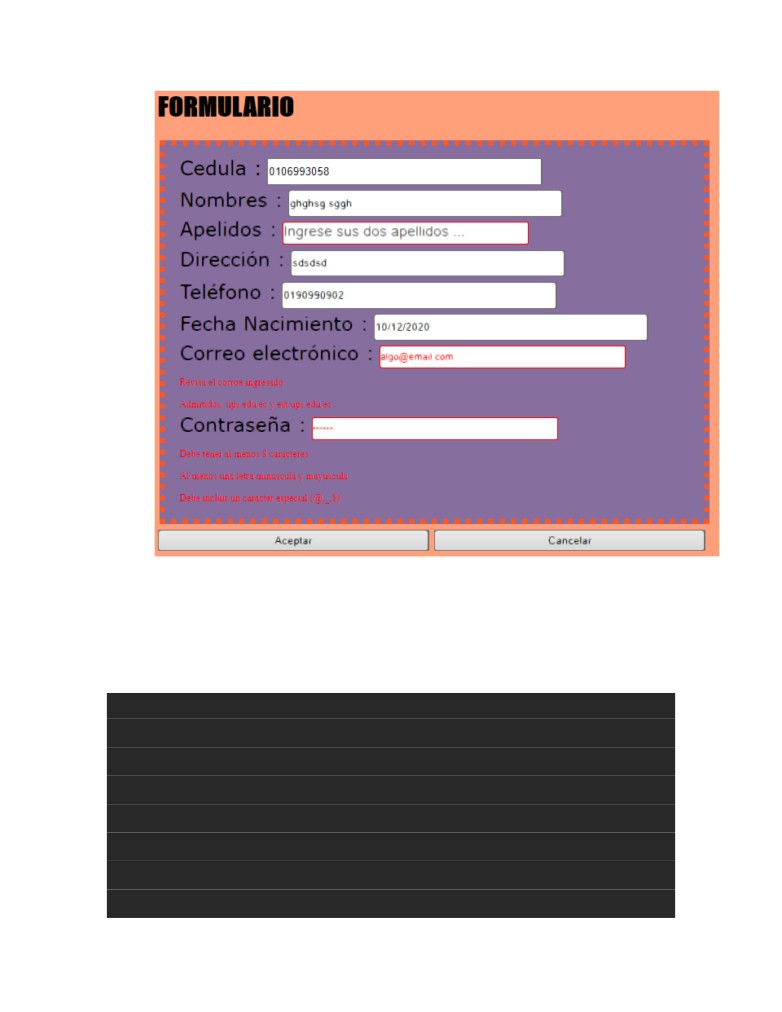 FORMULARIO
Cedula : 0106993058
Nombres : ghghsg sggh
Apelidos : Ingrese sus dos apellidos ...
Dirección : sdsdsd
Teléfono : 0190990902
Fecha Nacimiento : 10/12/2020
Correo electrónico : algo@email.com
el correo ingresado
Admitidos: ups.edu.ec y est.ups.edu.ec
Contraseña :
Debe tener al menos 8 caracteres
Al menos una letra minuscula y mayuscula
Debe incluir un caracter especial
Aceptar Cancelar